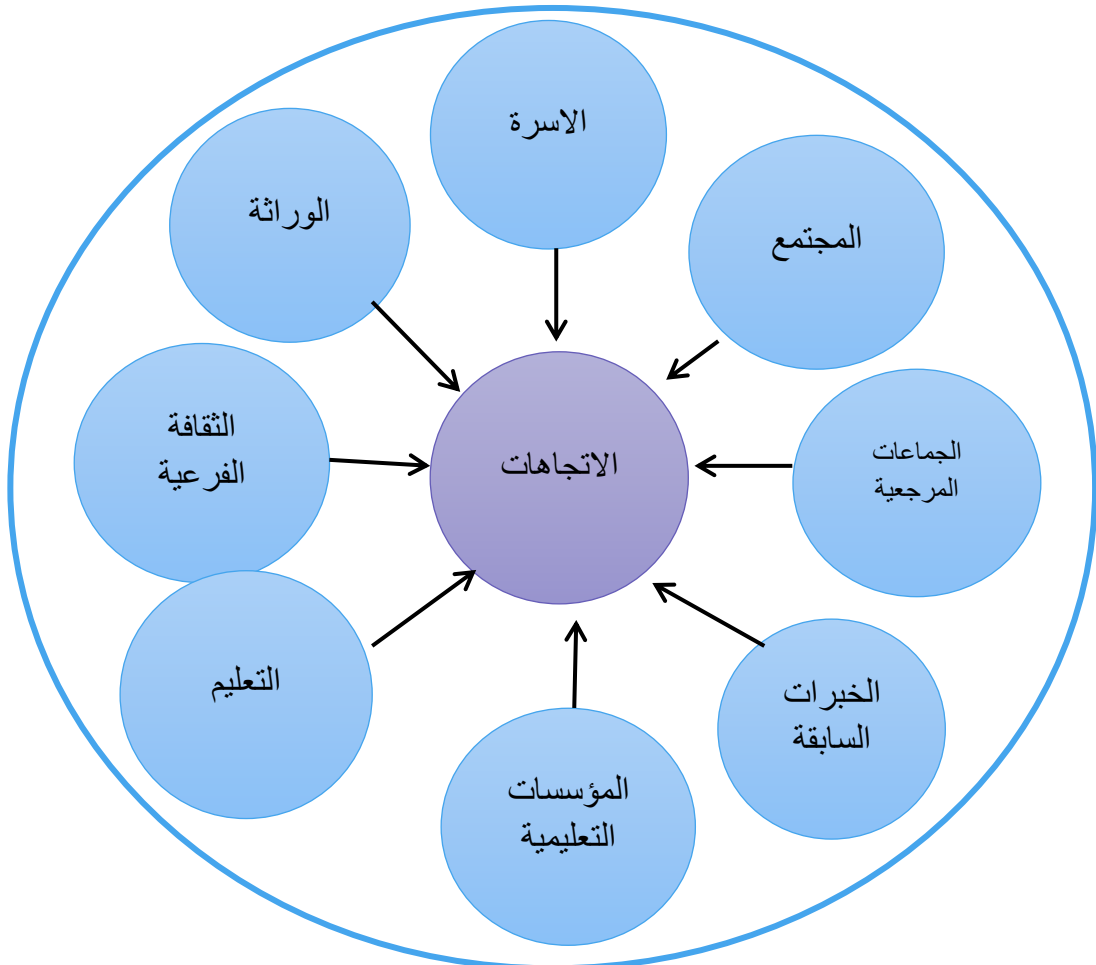 الاسرة
الوراثة
المجتمع
الثقافة
الفرعية
الاتجاهات
الجماعات
المرجعية
التعليم
الخبرات
السابقة
المؤسسات
التعليمية